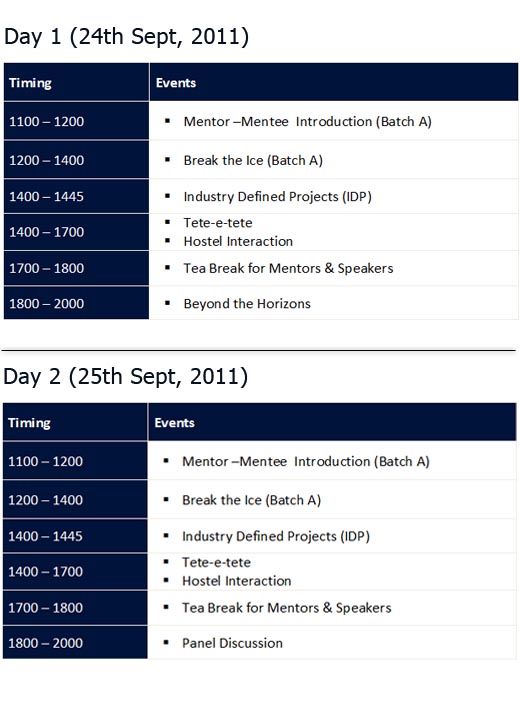 Day 1 (24th Sept, 2011)
Timing Events
1100 – 1200 ▪ Mentor –Mentee Introduction (Batch A)
1200 – 1400 ▪ Break the Ice (Batch A)
1400 – 1445 ▪ Industry Defined Projects (IDP)
1400 – 1700 ▪ Tete-e-tete
▪ Hostel Interaction
1700 – 1800 ▪ Tea Break for Mentors & Speakers
1800 – 2000 ▪ Beyond the Horizons
Day 2 (25th Sept, 2011)
Timing Events
1100 – 1200 ▪ Mentor –Mentee Introduction (Batch A)
1200 – 1400 ▪ Break the Ice (Batch A)
1400 – 1445 ▪ Industry Defined Projects (IDP)
1400 – 1700 ▪ Tete-e-tete
▪ Hostel Interaction
1700 – 1800 ▪ Tea Break for Mentors & Speakers
1800 – 2000 ▪ Panel Discussion